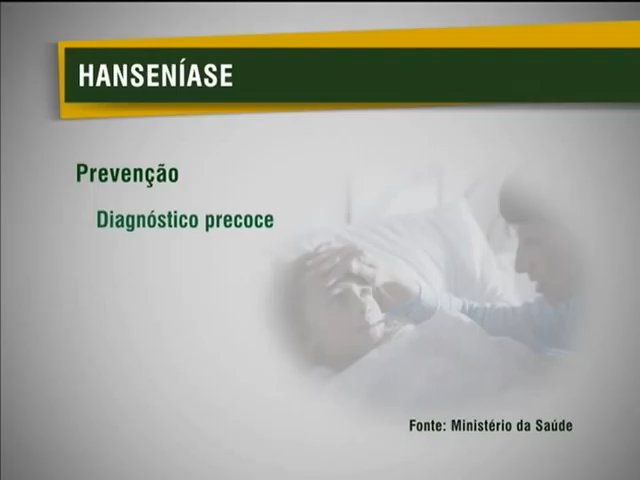 HANSENÍASE
Prevenção
Diagnóstico precoce
Fonte: Ministério da Saúde